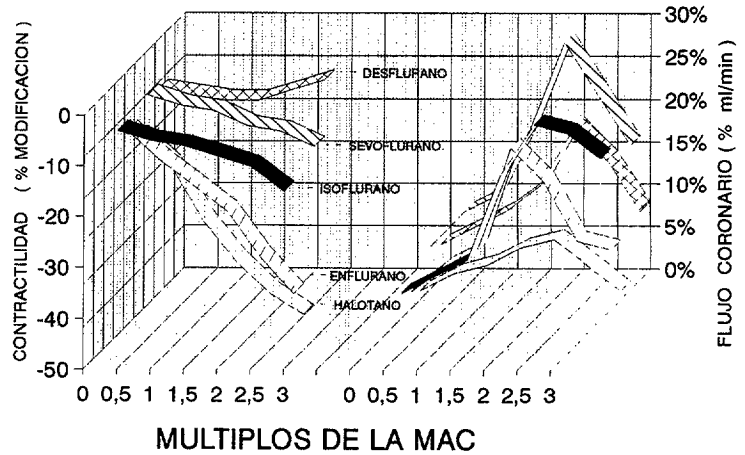 CONTRACTILIDAD ( % MODIFICACION )
0
-10
-20
-30
-40
-50
DESFLUFANO
SEVOFLURANO
ISOFLURANO
ENFLURANO
HALOTANO
30%
25%
20%
15%
10%
5%
0%
FLUJO CORONARIO ( % ml/min)
0 0,5 1 1,5 2 2,5 3 0 0,5 1 1,5 2 2,5 3
MULTIPLOS DE LA MAC